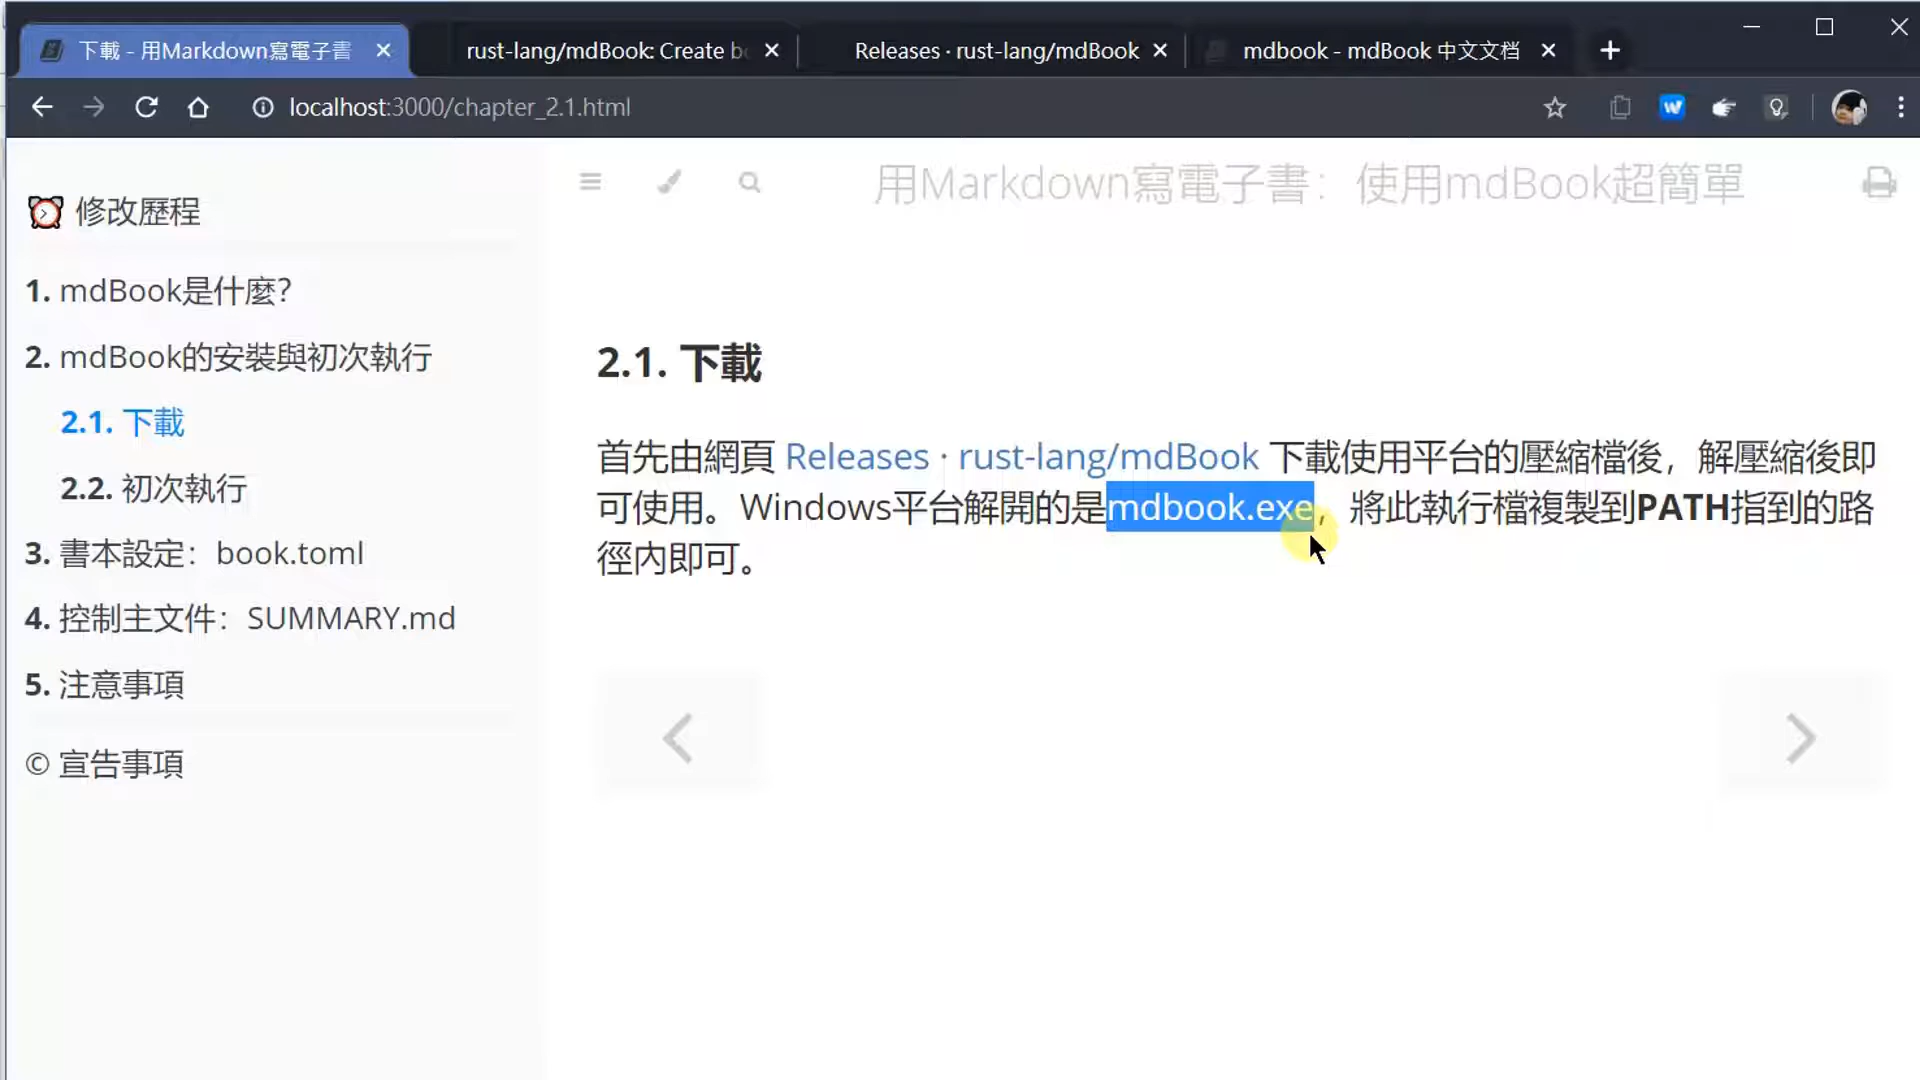 下載 - 用Markdown寫電子書
rust-lang/mdBook: Create bo
Releases · rust-lang/mdBook
mdbook - mdBook 中文文档
localhost:3000/chapter_2.1.html
修改歷程
1. mdBook是什麼?
2. mdBook的安裝與初次執行
2.1. 下載
2.2. 初次執行
3. 書本設定：book.toml
4. 控制主文件：SUMMARY.md
5. 注意事項
© 宣告事項
用Markdown寫電子書：使用mdBook超簡單
2.1. 下載
首先由網頁 Releases · rust-lang/mdBook 下載使用平台的壓縮檔後，解壓縮後即
可使用。Windows平台解開的是mdbook.exe，將此執行檔複製到PATH指到的路
徑內即可。